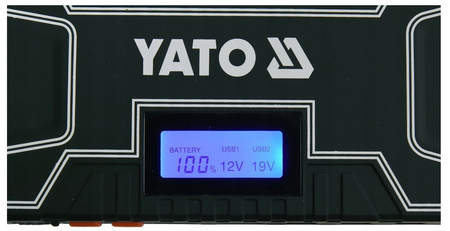 YATO
BATTERY USB1 USB2
100% 12V 19V